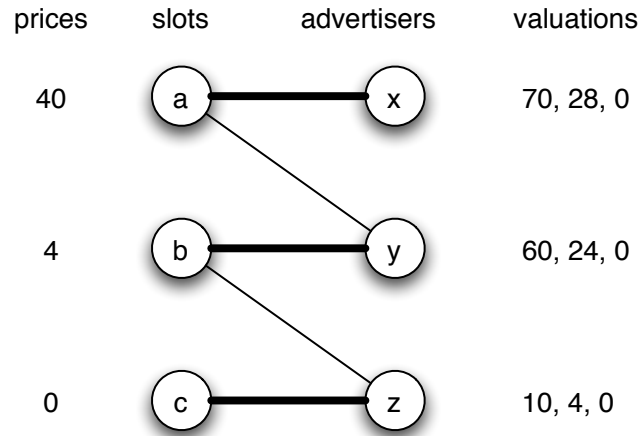 prices slots advertisers valuations
40 a x 70, 28, 0
4 b y 60, 24, 0
0 c z 10, 4, 0